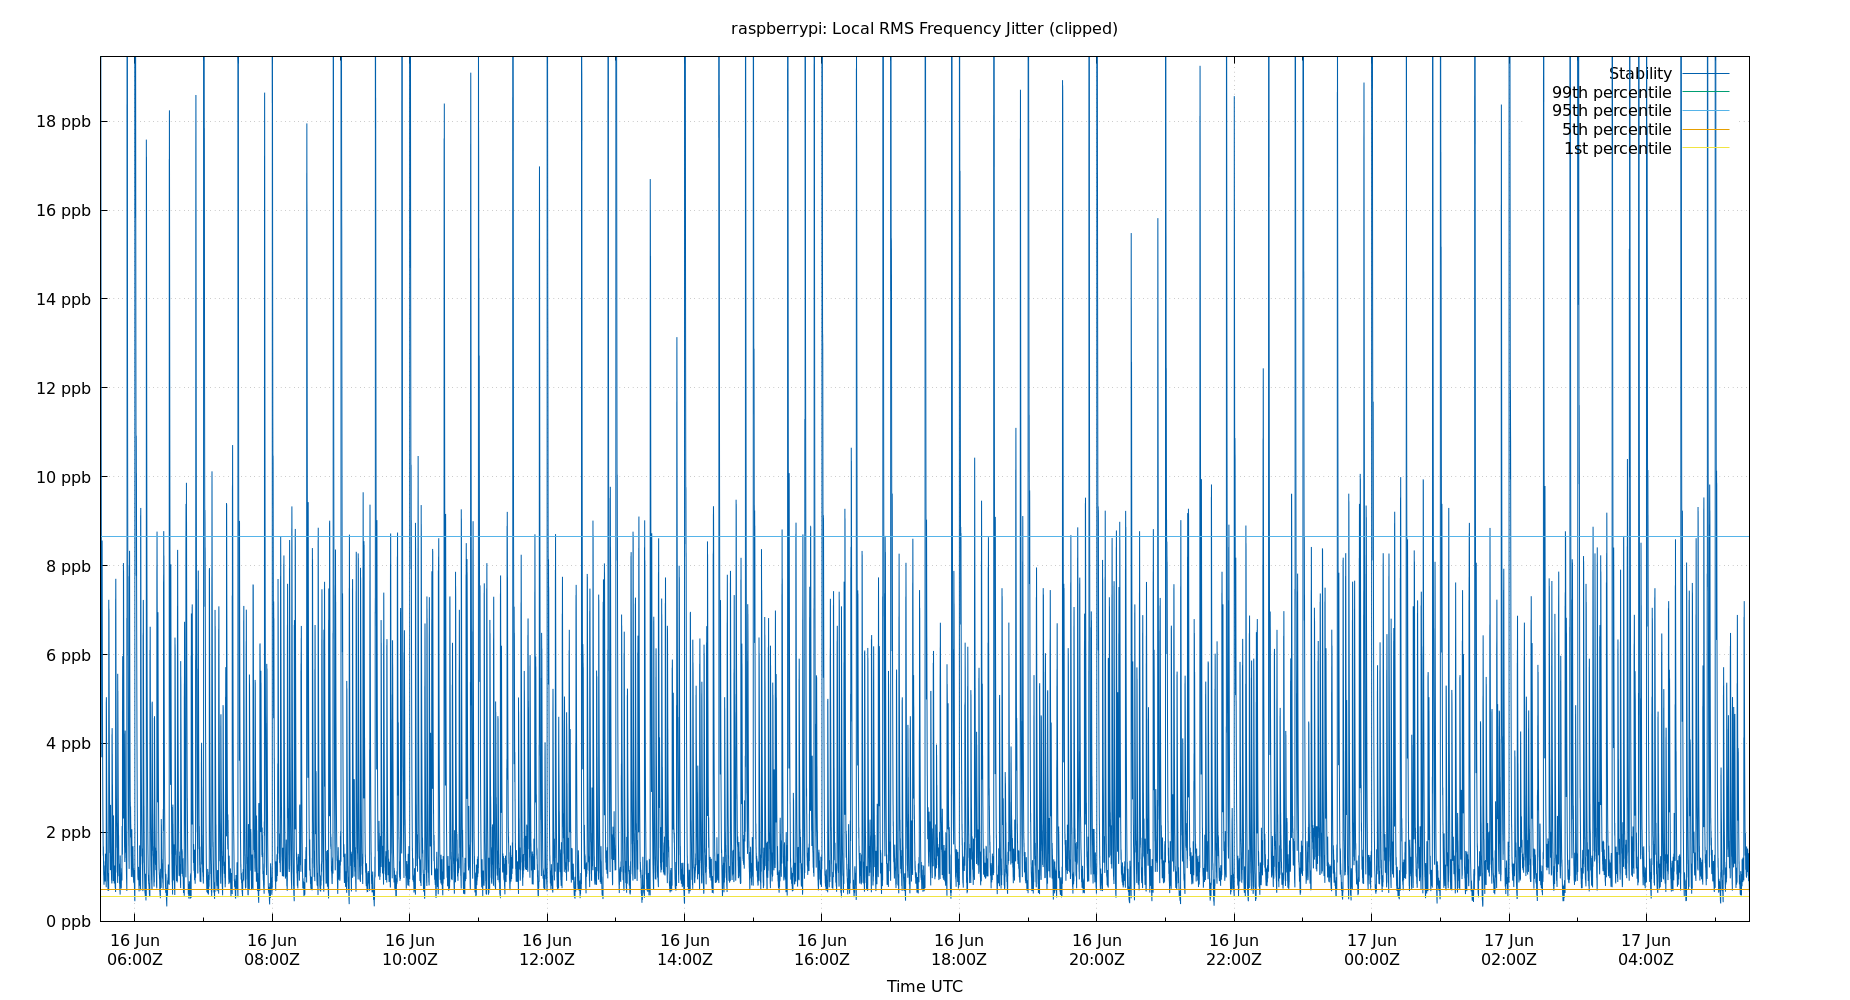 raspberrypi: Local RMS Frequency Jitter (clipped)
Stability
99th percentile
95th percentile
5th percentile
1st percentile
18 ppb
16 ppb
14 ppb
12 ppb
10 ppb
8 ppb
6 ppb
4 ppb
2 ppb
0 ppb
16 Jun 16 Jun 16 Jun 16 Jun 16 Jun 16 Jun 16 Jun 16 Jun 16 Jun 17 Jun 17 Jun 17 Jun
06:00Z 08:00Z 10:00Z 12:00Z 14:00Z 16:00Z 18:00Z 20:00Z 22:00Z 00:00Z 02:00Z 04:00Z
Time UTC